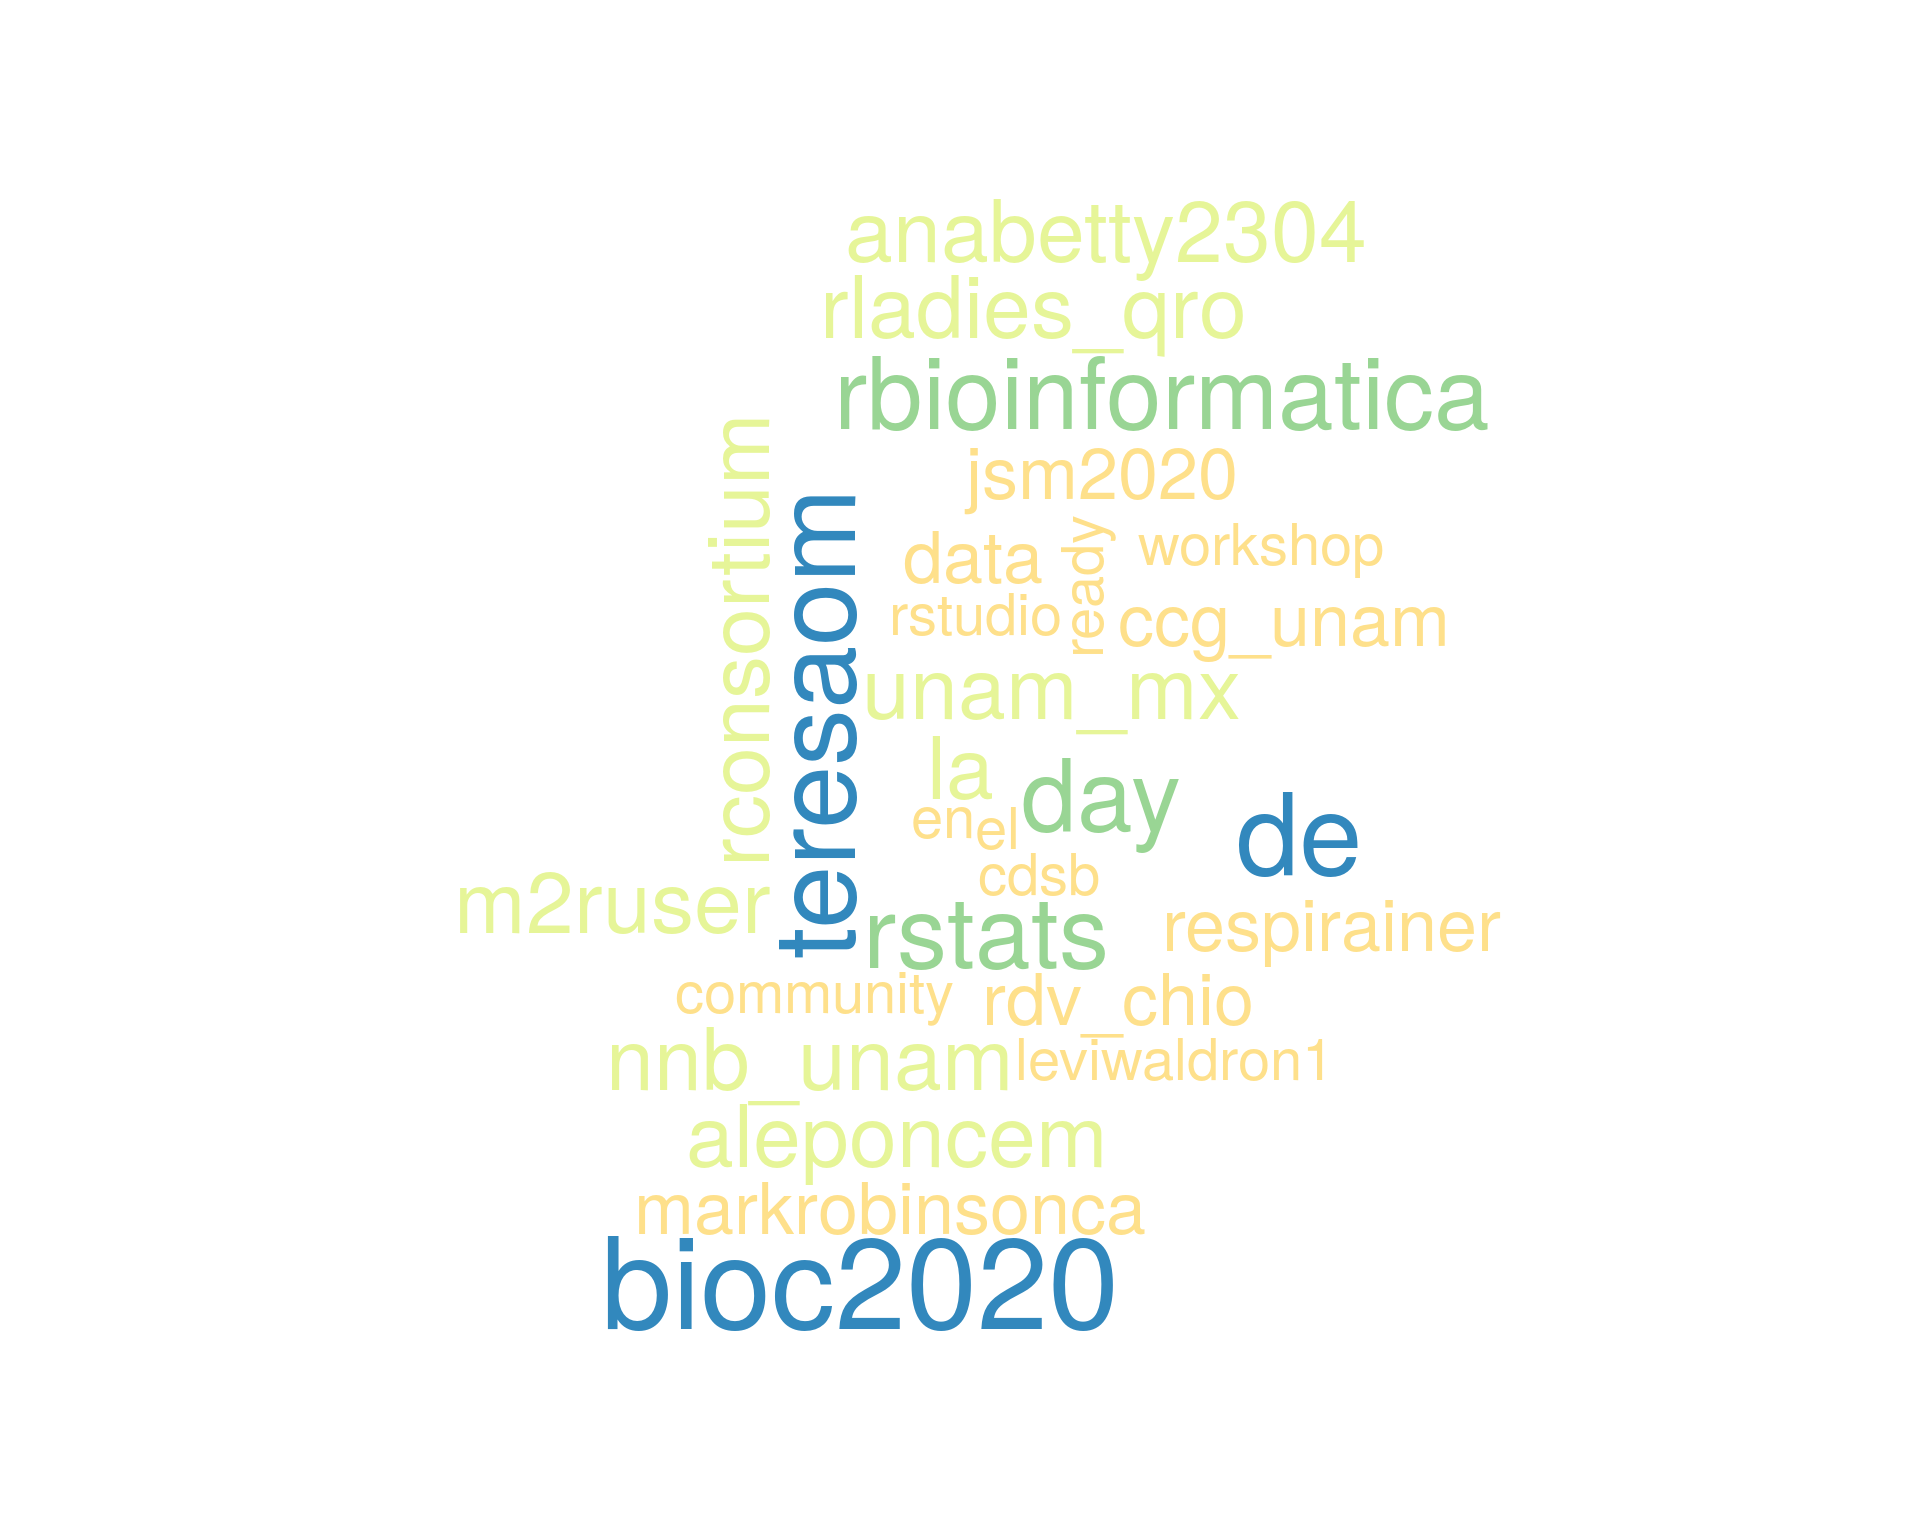 anabetty2304
rladies_qro
rbioinformatica
rconsortium
jsm2020
teresaom
data
ready
workshop
rstudio
ccg_unam
unam_mx
la
day
en
el
de
cdsb
m2ruser
rstats
respirainer
community
rdv_chio
nnb_unam
leviwaldron1
aleponcem
markrobinsonca
bioc2020